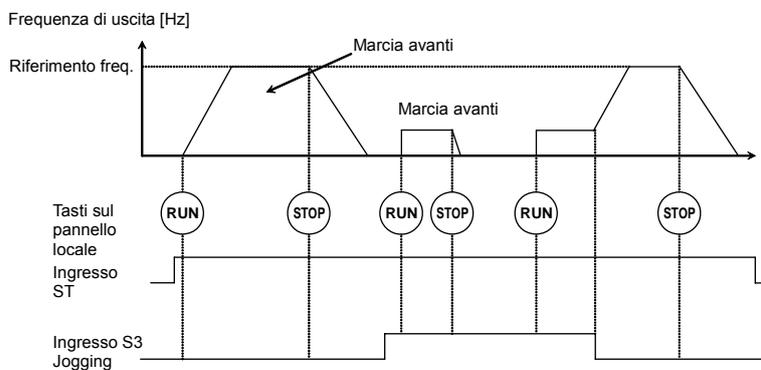 Frequenza di uscita [Hz]
Marcia avanti
Riferimento freq.
Marcia avanti
Tasti sul
pannello
locale
RUN
STOP
RUN
STOP
RUN
STOP
Ingresso
ST
Ingresso S3
Jogging